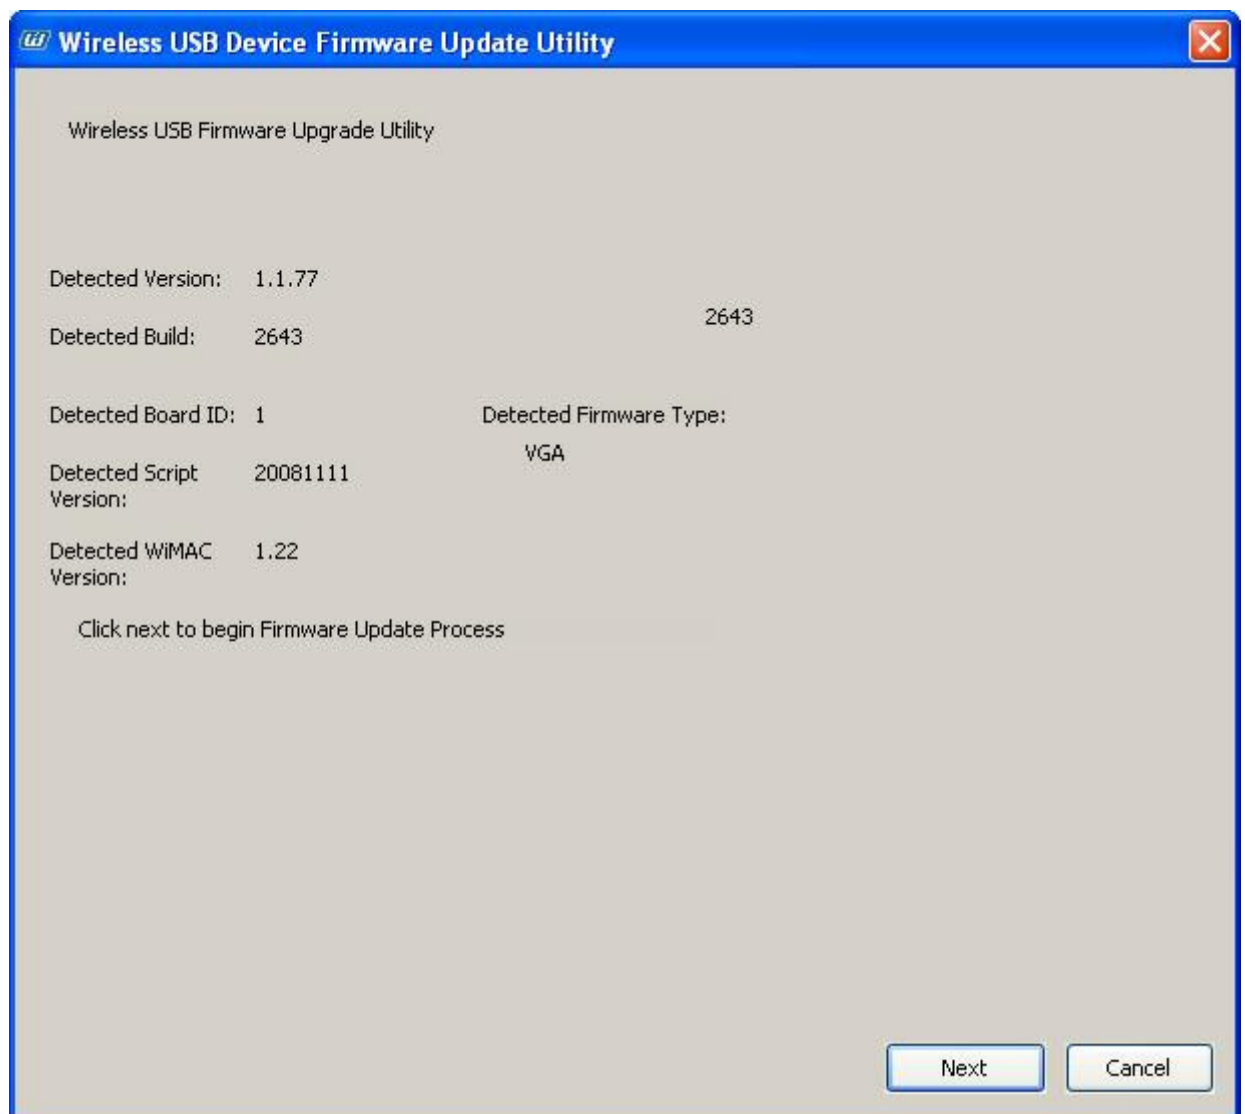 Wireless USB Device Firmware Update Utility
Wireless USB Firmware Upgrade Utility
Detected Version: 1.1.77
2643
Detected Build: 2643
Detected Board ID: 1 Detected Firmware Type:
VGA
Detected Script 20081111
Version:
Detected WiMAC 1.22
Version:
Click next to begin Firmware Update Process
Next Cancel